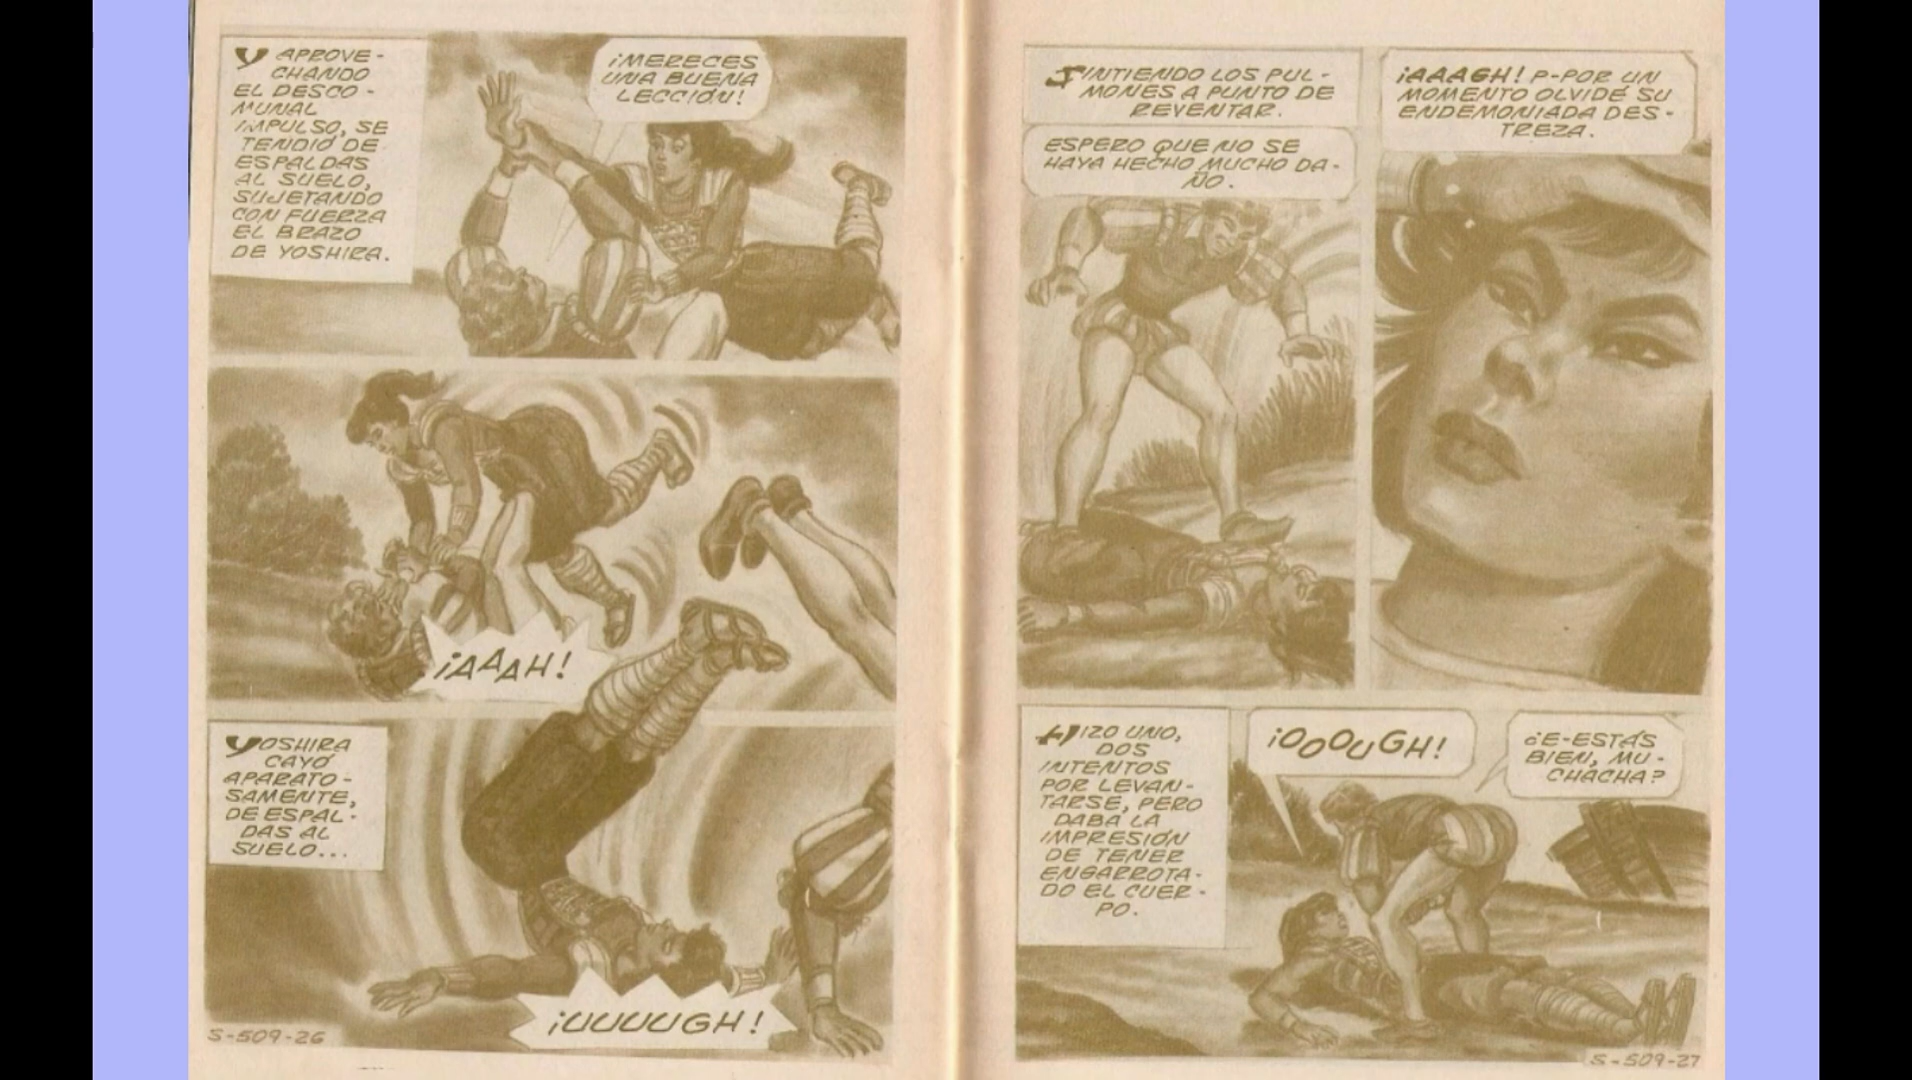 Y APROVE-
CHANDO
EL DESCO-
MUNAL
IMPULSO, SE
TENDIÓ DE
ESPALDAS
AL SUELO,
SUJETANDO
CON FUERZA
EL BRAZO
DE YOSHIRA.
¡MERECES
UNA BUENA
LECCIÓN!
¡AAAH!
YOSHIRA
CAYÓ
APARATO-
SAMENTE,
DE ESPAL-
DAS AL
SUELO...
¡UUUUGH!
S-509-26
SINTIENDO LOS PUL-
MONES A PUNTO DE
REVENTAR.
ESPERO QUE NO SE
HAYA HECHO MUCHO DA-
ÑO.
¡AAAGH! P-POR UN
MOMENTO OLVIDÉ SU
ENDEMONIADA DES-
TREZA.
HIZO UNO,
DOS
INTENTOS
POR LEVAN-
TARSE, PERO
DABA LA
IMPRESIÓN
DE TENER
ENGARROTA-
DO EL CUER-
PO.
¡OOOUGH!
¿E-ESTÁS
BIEN, MU-
CHACHA?
S-509-27